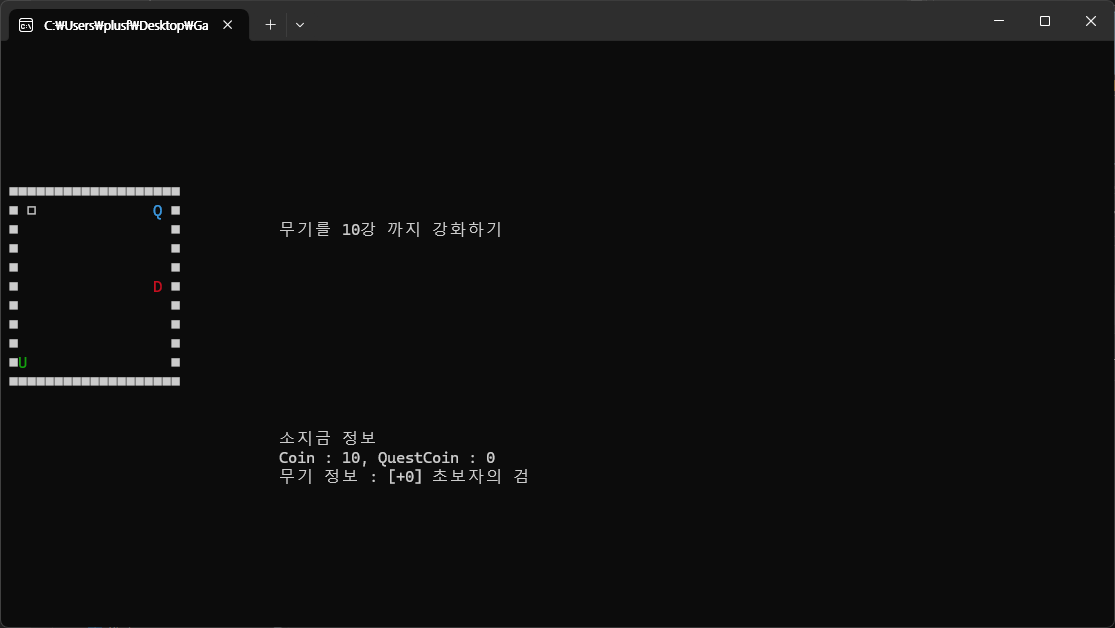 C:₩Users₩plusf₩Desktop₩Ga
Q
무기를 10강 까지 강화하기
D
U
소지금 정보
Coin : 10, QuestCoin : 0
무기 정보 : [+0] 초보자의 검